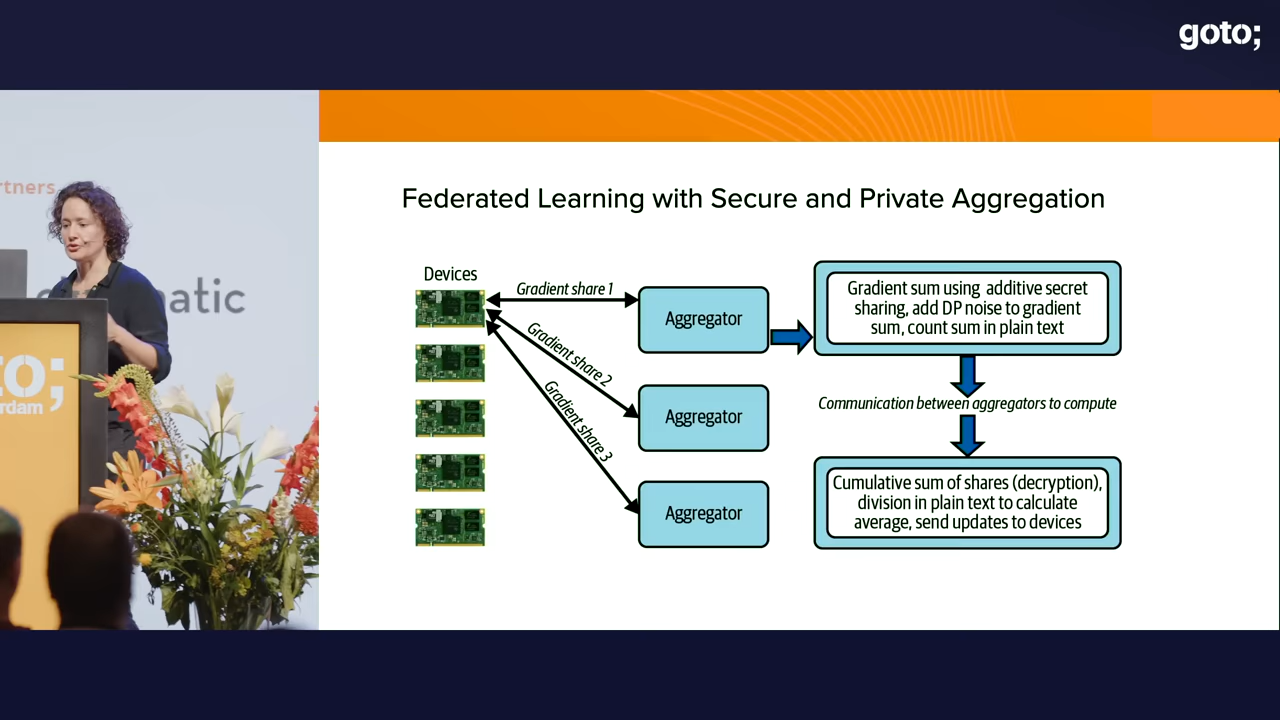 goto;
rtners
matic
rdam
Federated Learning with Secure and Private Aggregation
Devices
Gradient share 1
Gradient share 2
Gradient share 3
Aggregator
Aggregator
Aggregator
Gradient sum using additive secret
sharing, add DP noise to gradient
sum, count sum in plain text
Communication between aggregators to compute
Cumulative sum of shares (decryption),
division in plain text to calculate
average, send updates to devices